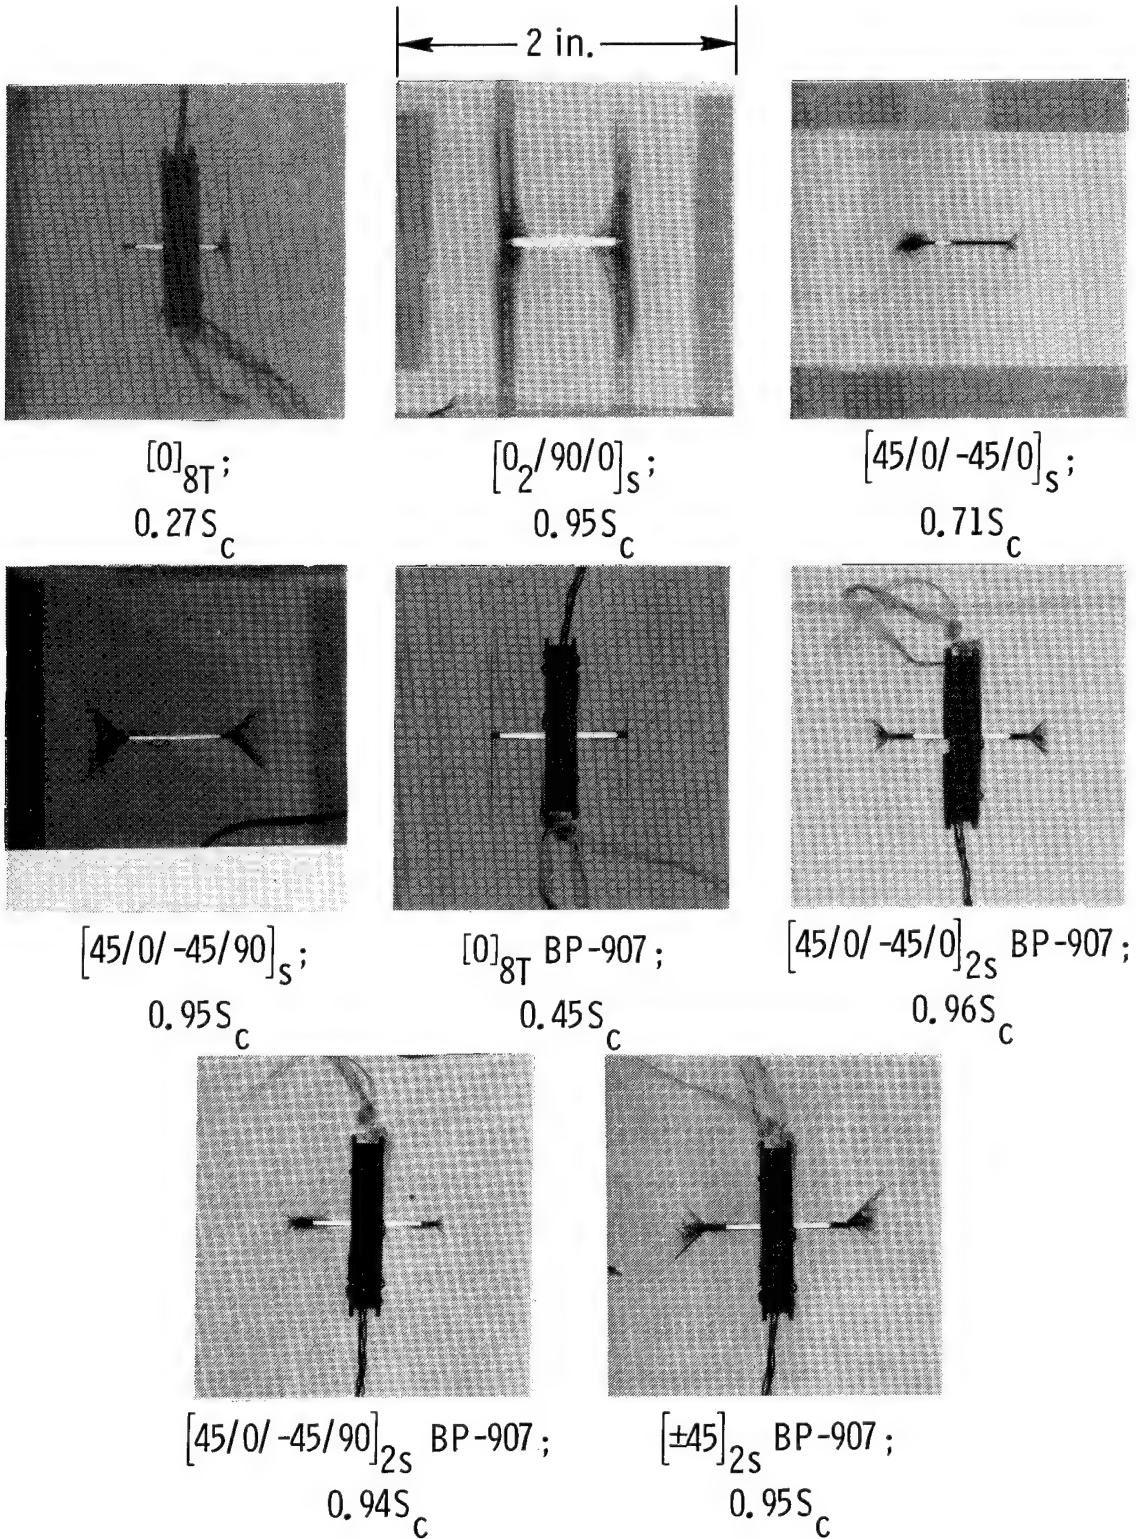 2 in.
[0]8T;
0.27Sc
[02/90/0]s;
0.95Sc
[45/0/-45/0]s;
0.71Sc
[45/0/-45/90]s;
0.95Sc
[0]8T BP-907;
0.45Sc
[45/0/-45/0]2s BP-907;
0.96Sc
[45/0/-45/90]2s BP-907;
0.94Sc
[±45]2s BP-907;
0.95Sc